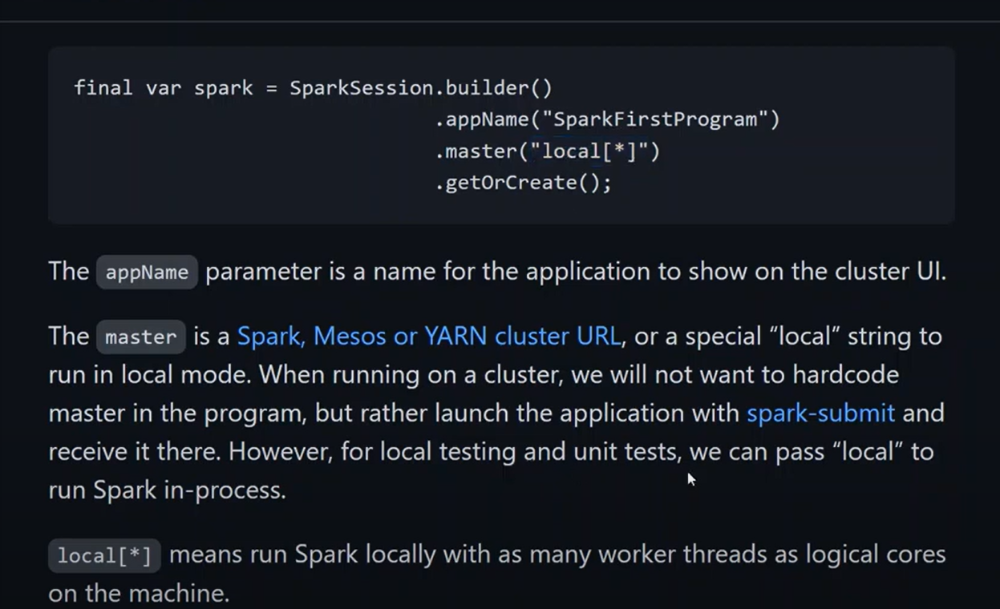 final var spark = SparkSession.builder()
.appName("SparkFirstProgram")
.master("local[*]")
.getOrCreate();
The appName parameter is a name for the application to show on the cluster UI.
The master is a Spark, Mesos or YARN cluster URL, or a special “local” string to
run in local mode. When running on a cluster, we will not want to hardcode
master in the program, but rather launch the application with spark-submit and
receive it there. However, for local testing and unit tests, we can pass “local” to
run Spark in-process.
local[*] means run Spark locally with as many worker threads as logical cores
on the machine.